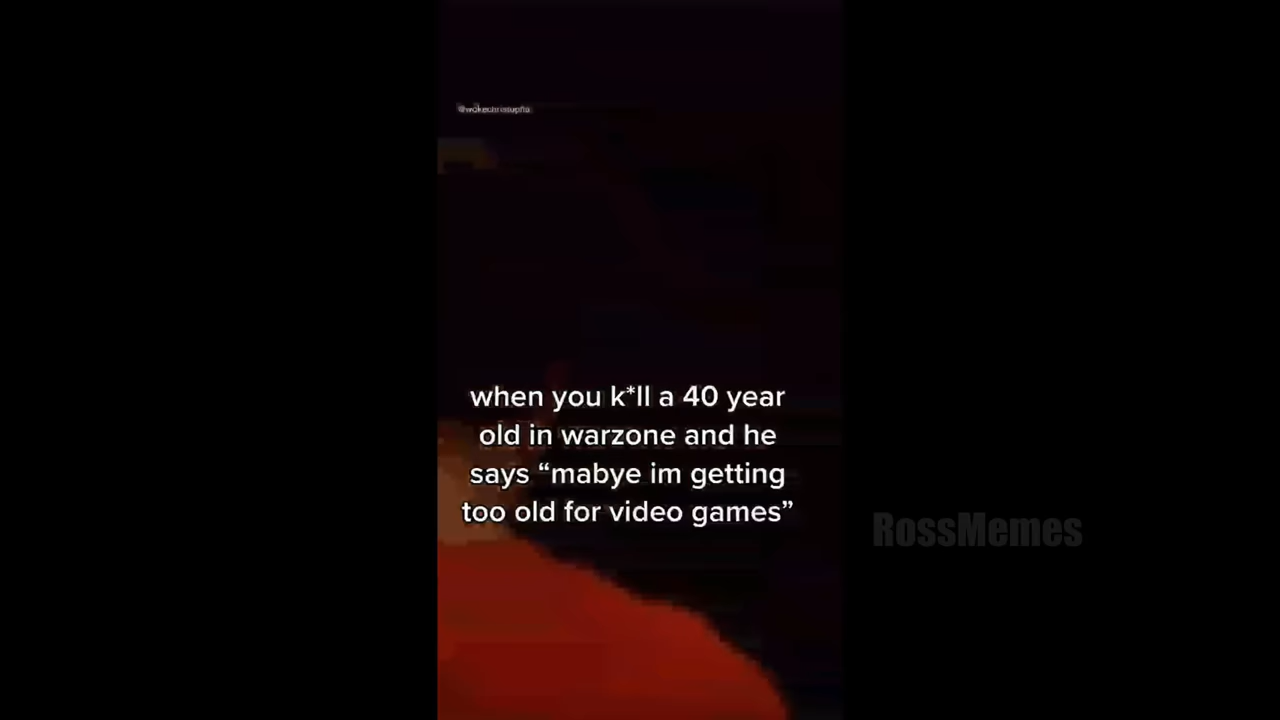 when you k*ll a 40 year
old in warzone and he
says “mabye im getting
too old for video games”
RossMemes